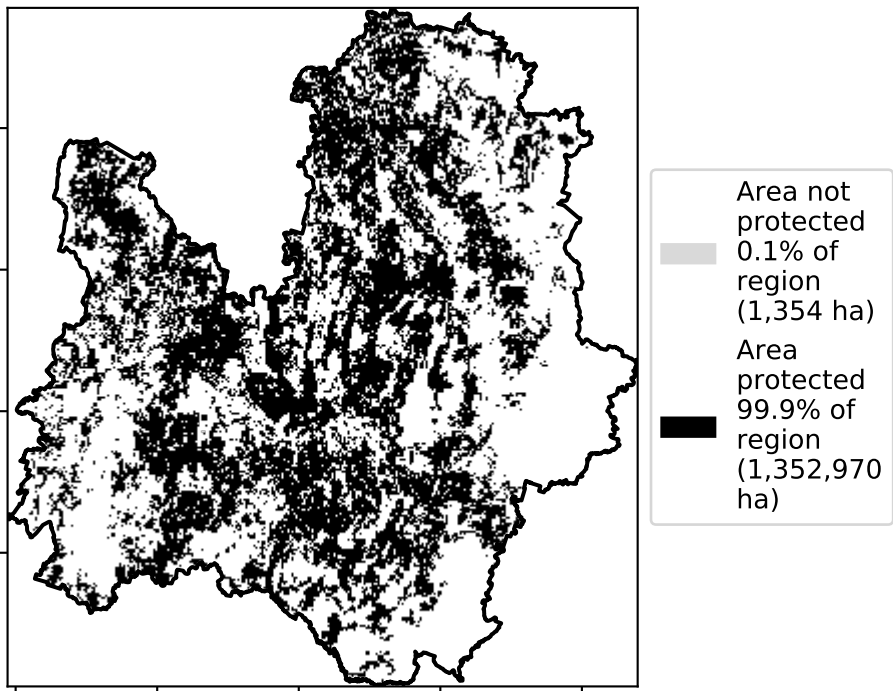 Area not
protected
0.1% of
region
(1,354 ha)
Area
protected
99.9% of
region
(1,352,970
ha)